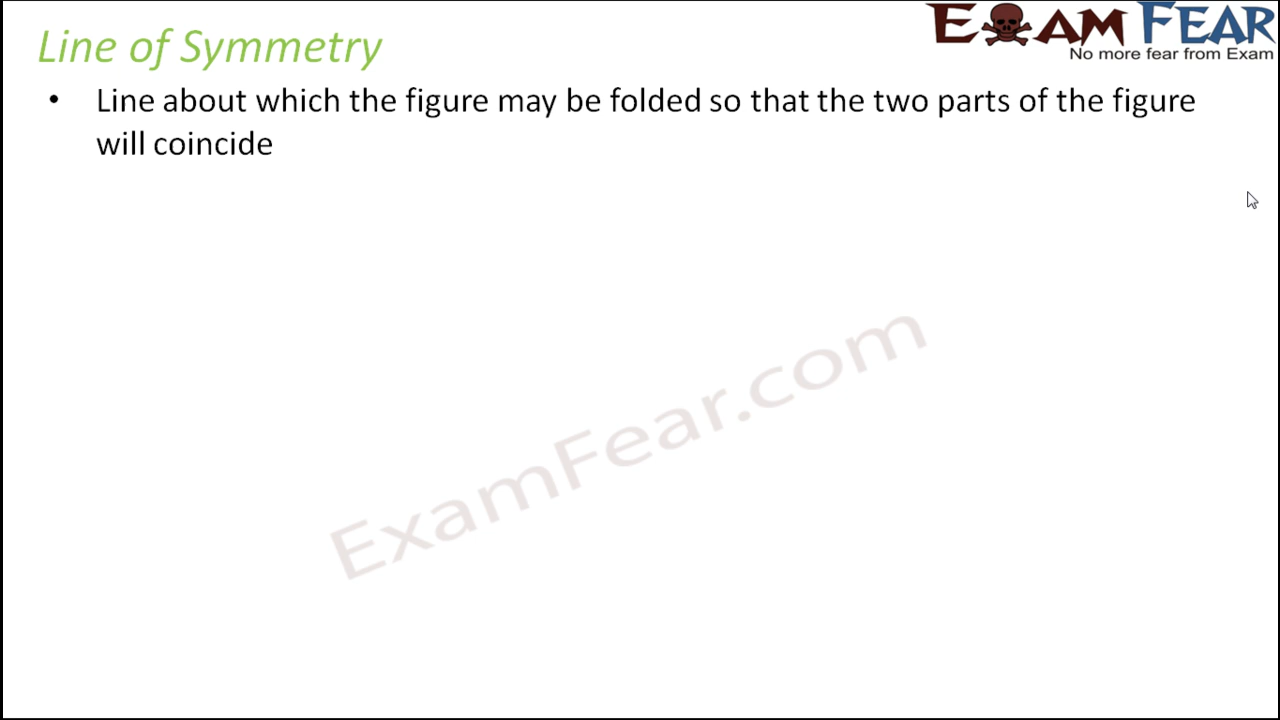 Line of Symmetry
EXAM FEAR
No more fear from Exam
• Line about which the figure may be folded so that the two parts of the figure
will coincide
ExamFear.com